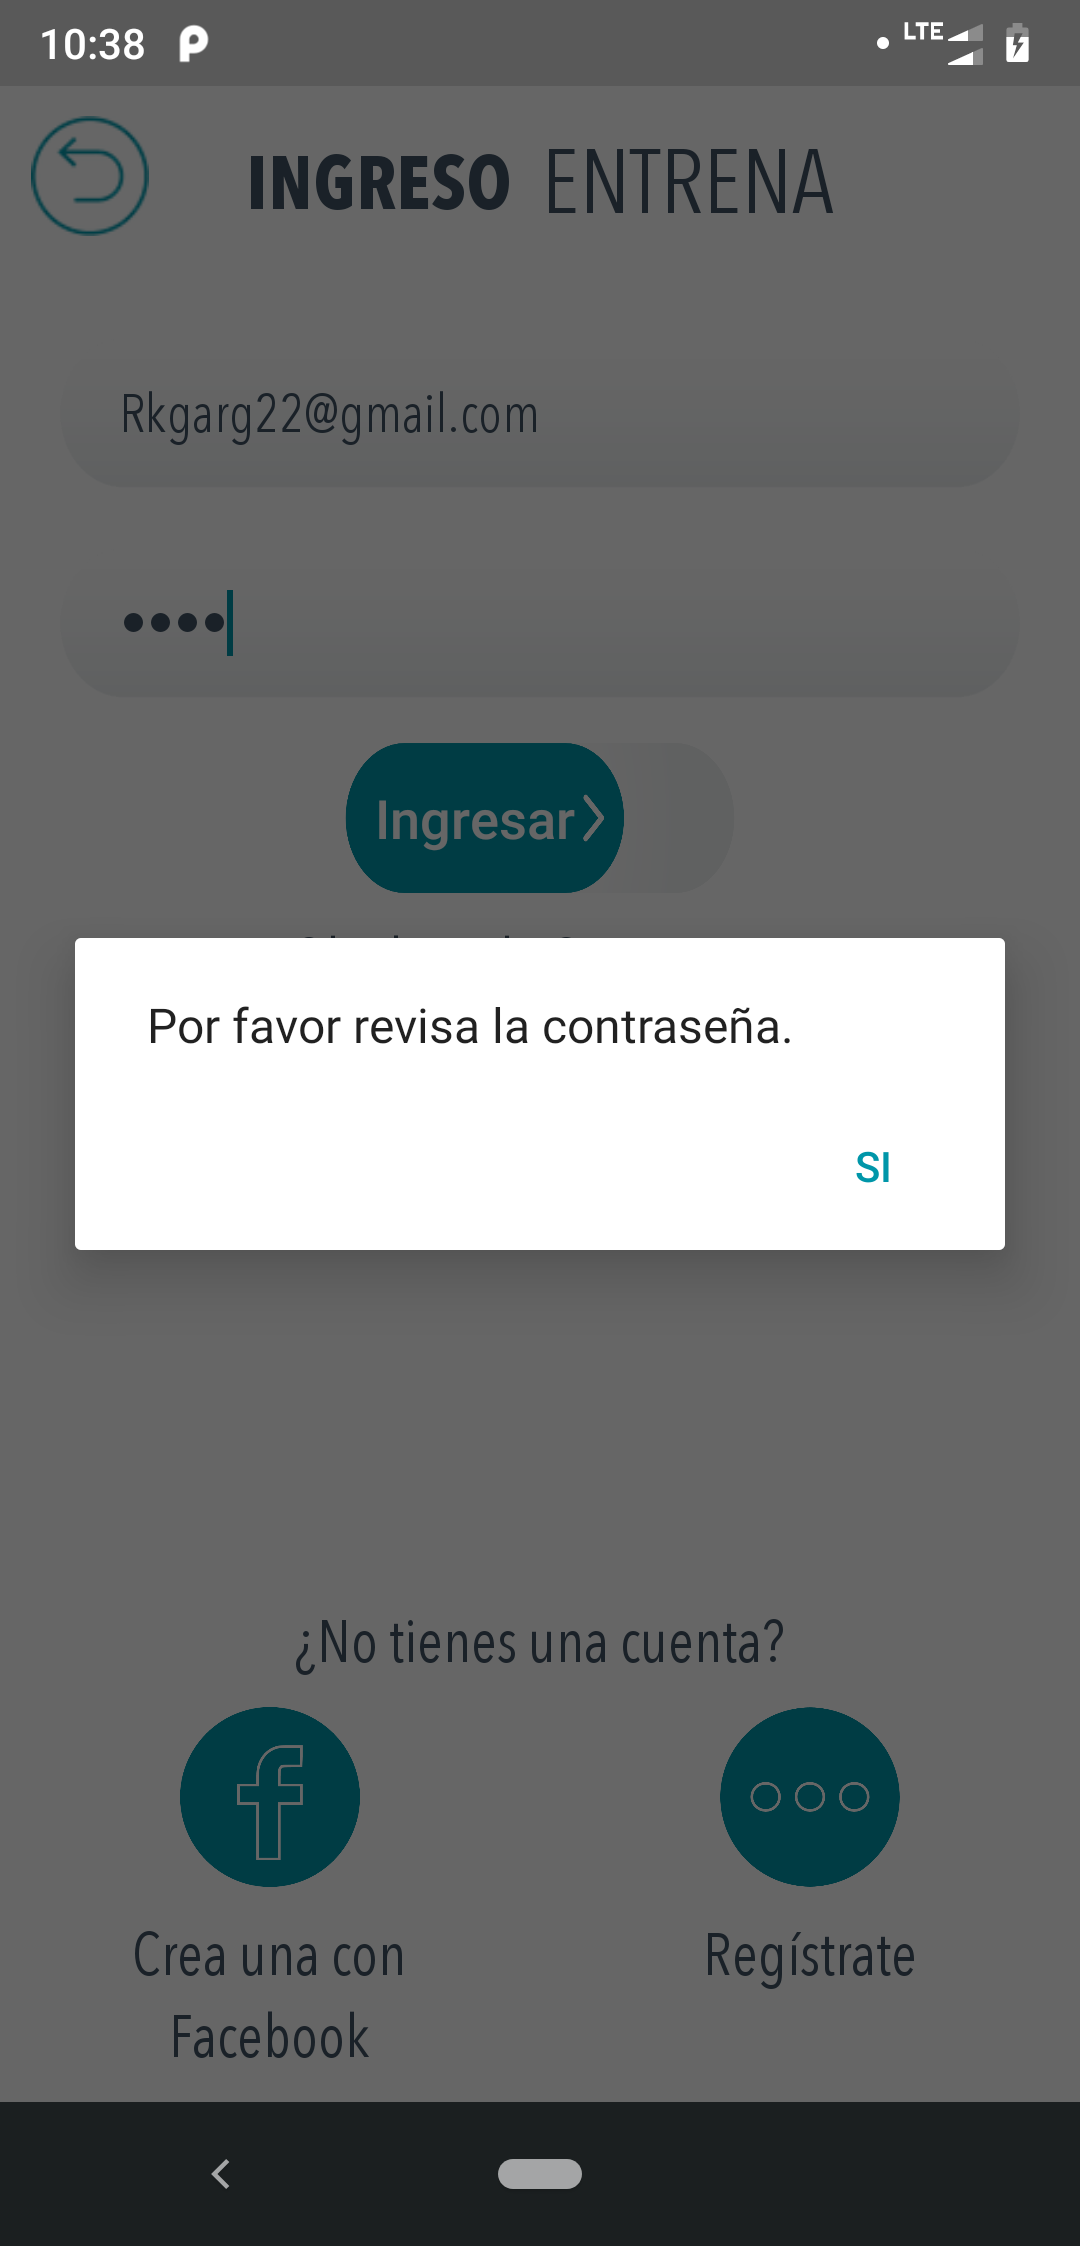 10:38
LTE
INGRESO ENTRENA
Rkgarg22@gmail.com
Ingresar
Por favor revisa la contraseña.
SI
¿No tienes una cuenta?
Crea una con
Facebook
Regístrate